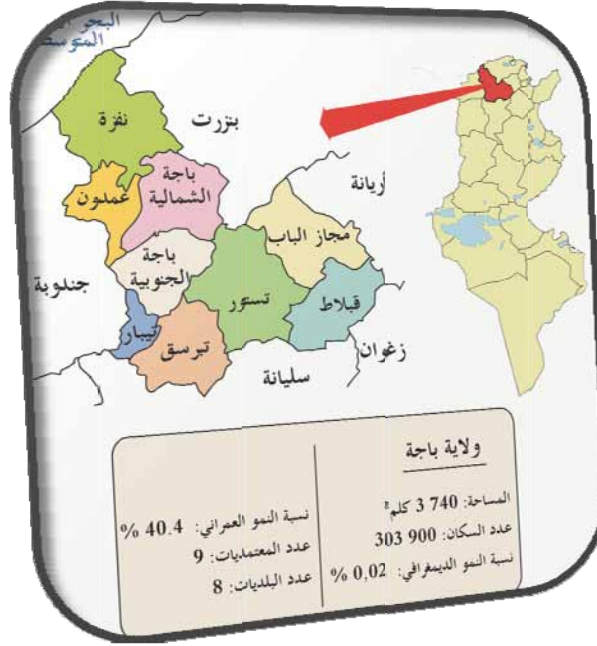 البحر
المتوسط
نفزة
بنزرت
باجة
الشمالية
عمدون
أريانة
مجاز الباب
باجة
الجنوبية
جندوبة
تستور
قبلاط
تيبار
تبرسق
زغوان
سليانة
ولاية باجة
المساحة: 740 3 كلم²
عدد السكان: 900 303
نسبة النمو الديمغرافي: 0,02 %
نسبة النمو العمراني: 40.4 %
عدد المعتمديات: 9
عدد البلديات: 8